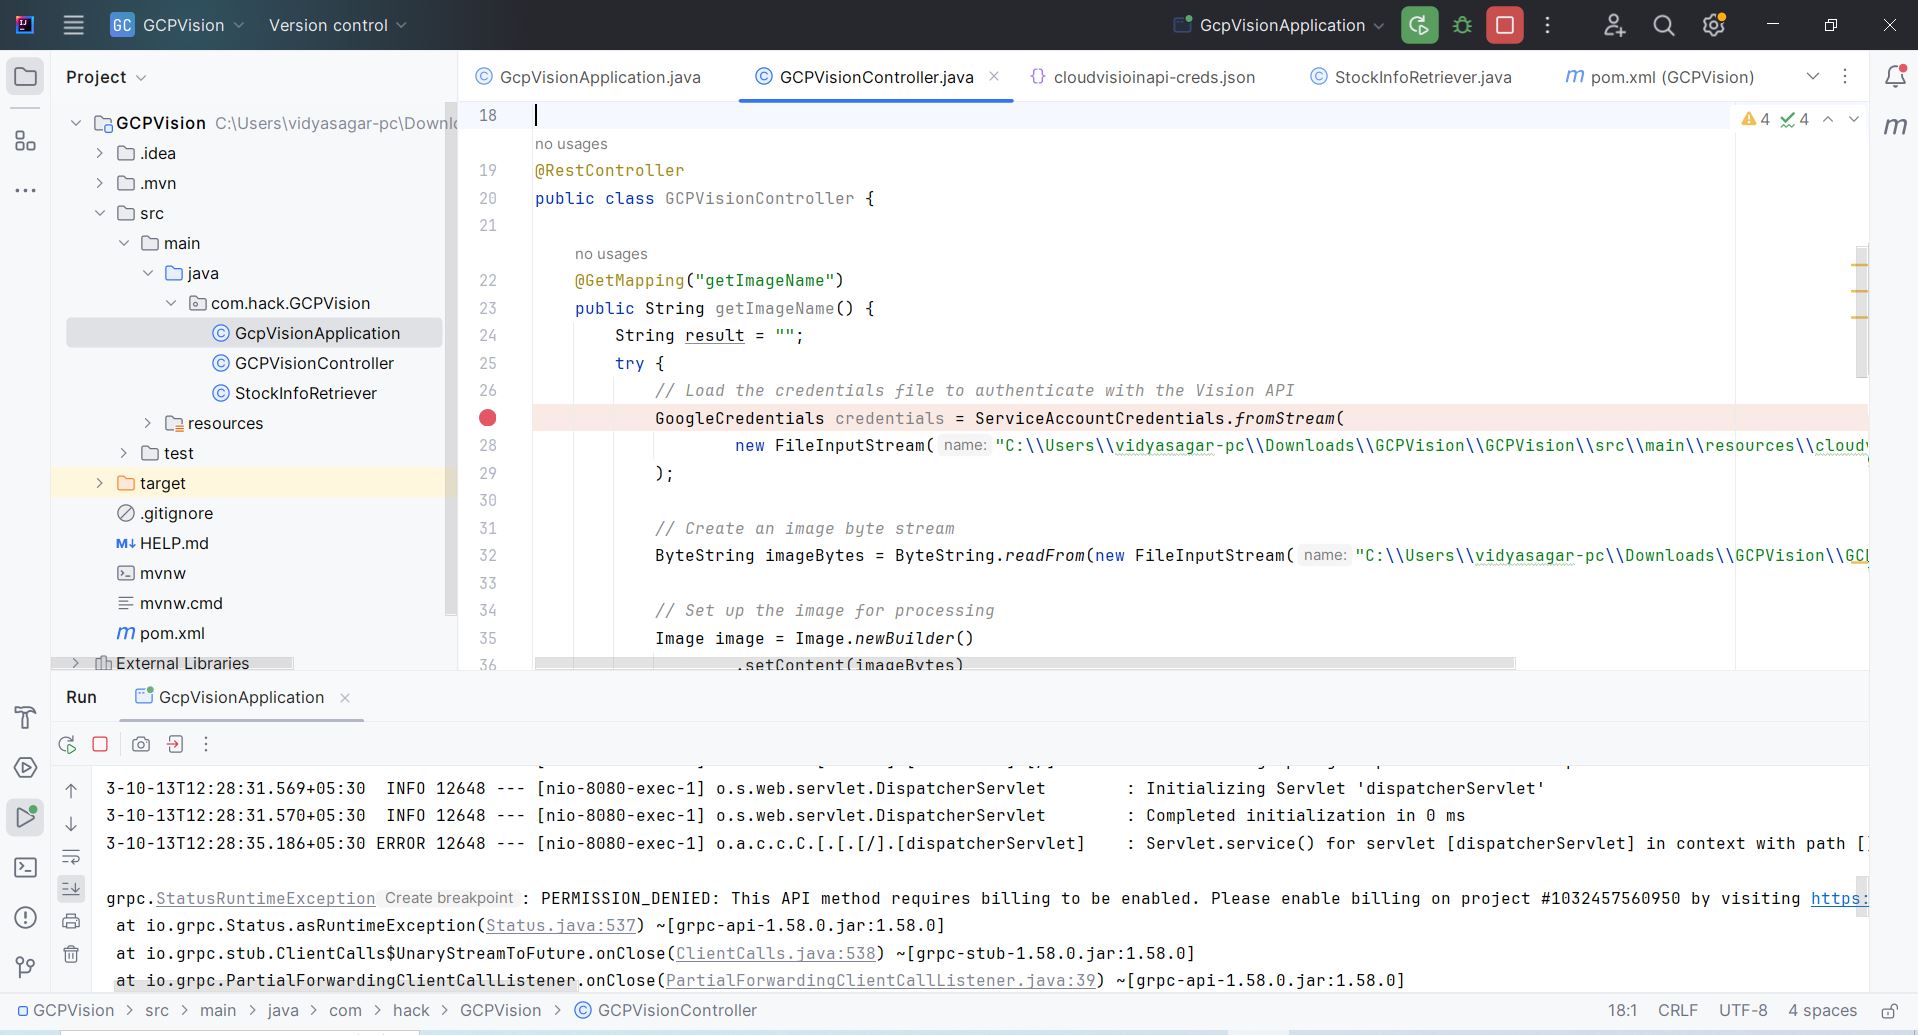 GC GCPVision Version control GcpVisionApplication
Project
GcpVisionApplication.java GCPVisionController.java cloudvisioinapi-creds.json StockInfoRetriever.java m pom.xml (GCPVision)
GCPVision C:\Users\vidyasagar-pc\Downlo
.idea
.mvn
src
main
java
com.hack.GCPVision
GcpVisionApplication
GCPVisionController
StockInfoRetriever
resources
test
target
.gitignore
M↓ HELP.md
mvnw
mvnw.cmd
m pom.xml
External Libraries
4 4
m
18
no usages
19 @RestController
20 public class GCPVisionController {
21
no usages
22 @GetMapping("getImageName")
23 public String getImageName() {
24 String result = "";
25 try {
26 // Load the credentials file to authenticate with the Vision API
GoogleCredentials credentials = ServiceAccountCredentials.fromStream(
28 new FileInputStream( name: "C:\\Users\\vidyasagar-pc\\Downloads\\GCPVision\\GCPVision\\src\\main\\resources\\cloudv
29 );
30
31 // Create an image byte stream
32 ByteString imageBytes = ByteString.readFrom(new FileInputStream( name: "C:\\Users\\vidyasagar-pc\\Downloads\\GCPVision\\GCP
33
34 // Set up the image for processing
35 Image image = Image.newBuilder()
36 .setContent(imageBytes)
Run GcpVisionApplication
3-10-13T12:28:31.569+05:30 INFO 12648 --- [nio-8080-exec-1] o.s.web.servlet.DispatcherServlet : Initializing Servlet 'dispatcherServlet'
3-10-13T12:28:31.570+05:30 INFO 12648 --- [nio-8080-exec-1] o.s.web.servlet.DispatcherServlet : Completed initialization in 0 ms
3-10-13T12:28:35.186+05:30 ERROR 12648 --- [nio-8080-exec-1] o.a.c.c.C.[.[.[/].[dispatcherServlet] : Servlet.service() for servlet [dispatcherServlet] in context with path [
grpc.StatusRuntimeException Create breakpoint : PERMISSION_DENIED: This API method requires billing to be enabled. Please enable billing on project #1032457560950 by visiting https:
at io.grpc.Status.asRuntimeException(Status.java:537) ~[grpc-api-1.58.0.jar:1.58.0]
at io.grpc.stub.ClientCalls$UnaryStreamToFuture.onClose(ClientCalls.java:538) ~[grpc-stub-1.58.0.jar:1.58.0]
at io.grpc.PartialForwardingClientCallListener.onClose(PartialForwardingClientCallListener.java:39) ~[grpc-api-1.58.0.jar:1.58.0]
GCPVision > src > main > java > com > hack > GCPVision > GCPVisionController 18:1 CRLF UTF-8 4 spaces